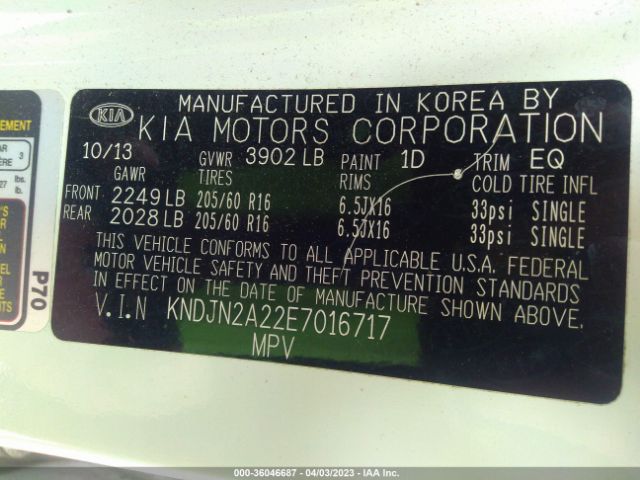 KIA
MANUFACTURED IN KOREA BY
KIA MOTORS CORPORATION
10/13 GVWR 3902 LB PAINT 1D TRIM EQ
GAWR TIRES RIMS COLD TIRE INFL
FRONT 2249 LB 205/60 R16 6.5JX16 33psi SINGLE
REAR 2028 LB 205/60 R16 6.5JX16 33psi SINGLE
THIS VEHICLE CONFORMS TO ALL APPLICABLE U.S.A. FEDERAL
MOTOR VEHICLE SAFETY AND THEFT PREVENTION STANDARDS
IN EFFECT ON THE DATE OF MANUFACTURE SHOWN ABOVE.
V.I.N KNDJN2A22E7016717
MPV
P70
© IAA - 36046687 - 04/03/2023 - IAA Inc.